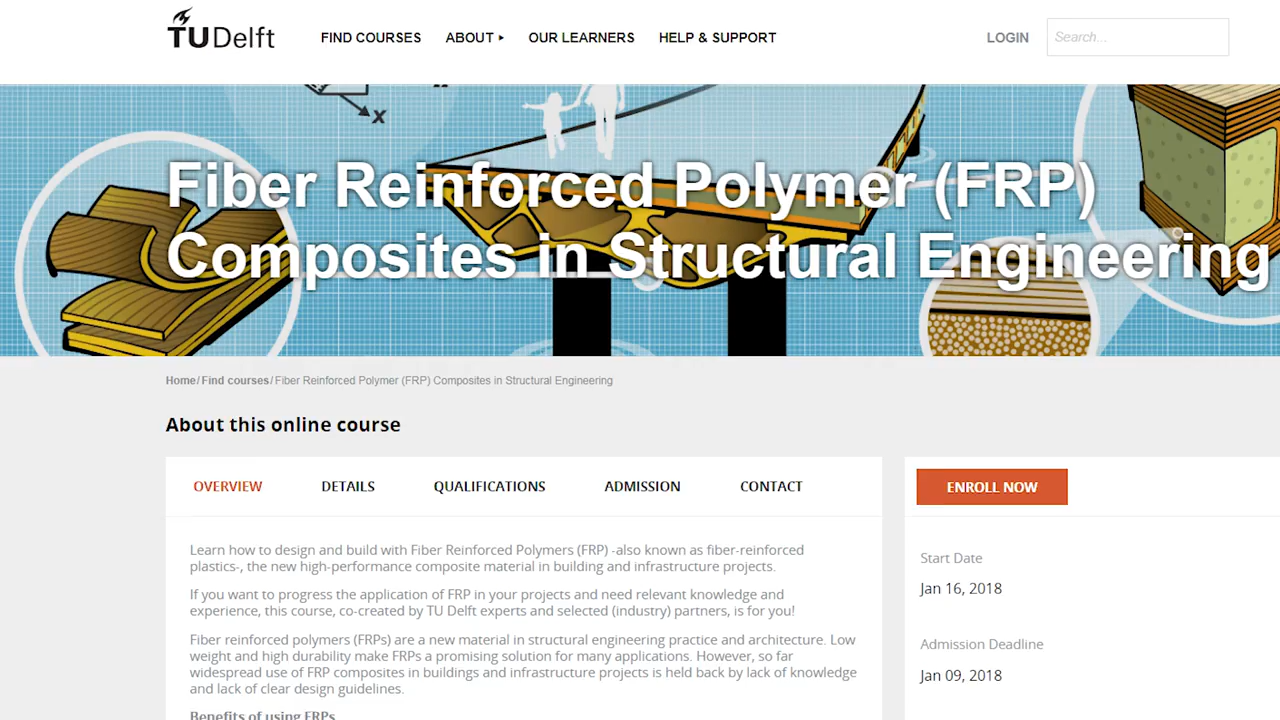 TU Delft
FIND COURSES ABOUT OUR LEARNERS HELP & SUPPORT
LOGIN
Search...
x
Fiber Reinforced Polymer (FRP)
Composites in Structural Engineering
Home/ Find courses/ Fiber Reinforced Polymer (FRP) Composites in Structural Engineering
About this online course
OVERVIEW DETAILS QUALIFICATIONS ADMISSION CONTACT
Learn how to design and build with Fiber Reinforced Polymers (FRP) -also known as fiber-reinforced
plastics-, the new high-performance composite material in building and infrastructure projects.
If you want to progress the application of FRP in your projects and need relevant knowledge and
experience, this course, co-created by TU Delft experts and selected (industry) partners, is for you!
Fiber reinforced polymers (FRPs) are a new material in structural engineering practice and architecture. Low
weight and high durability make FRPs a promising solution for many applications. However, so far
widespread use of FRP composites in buildings and infrastructure projects is held back by lack of knowledge
and lack of clear design guidelines.
Benefits of using FRPs
ENROLL NOW
Start Date
Jan 16, 2018
Admission Deadline
Jan 09, 2018